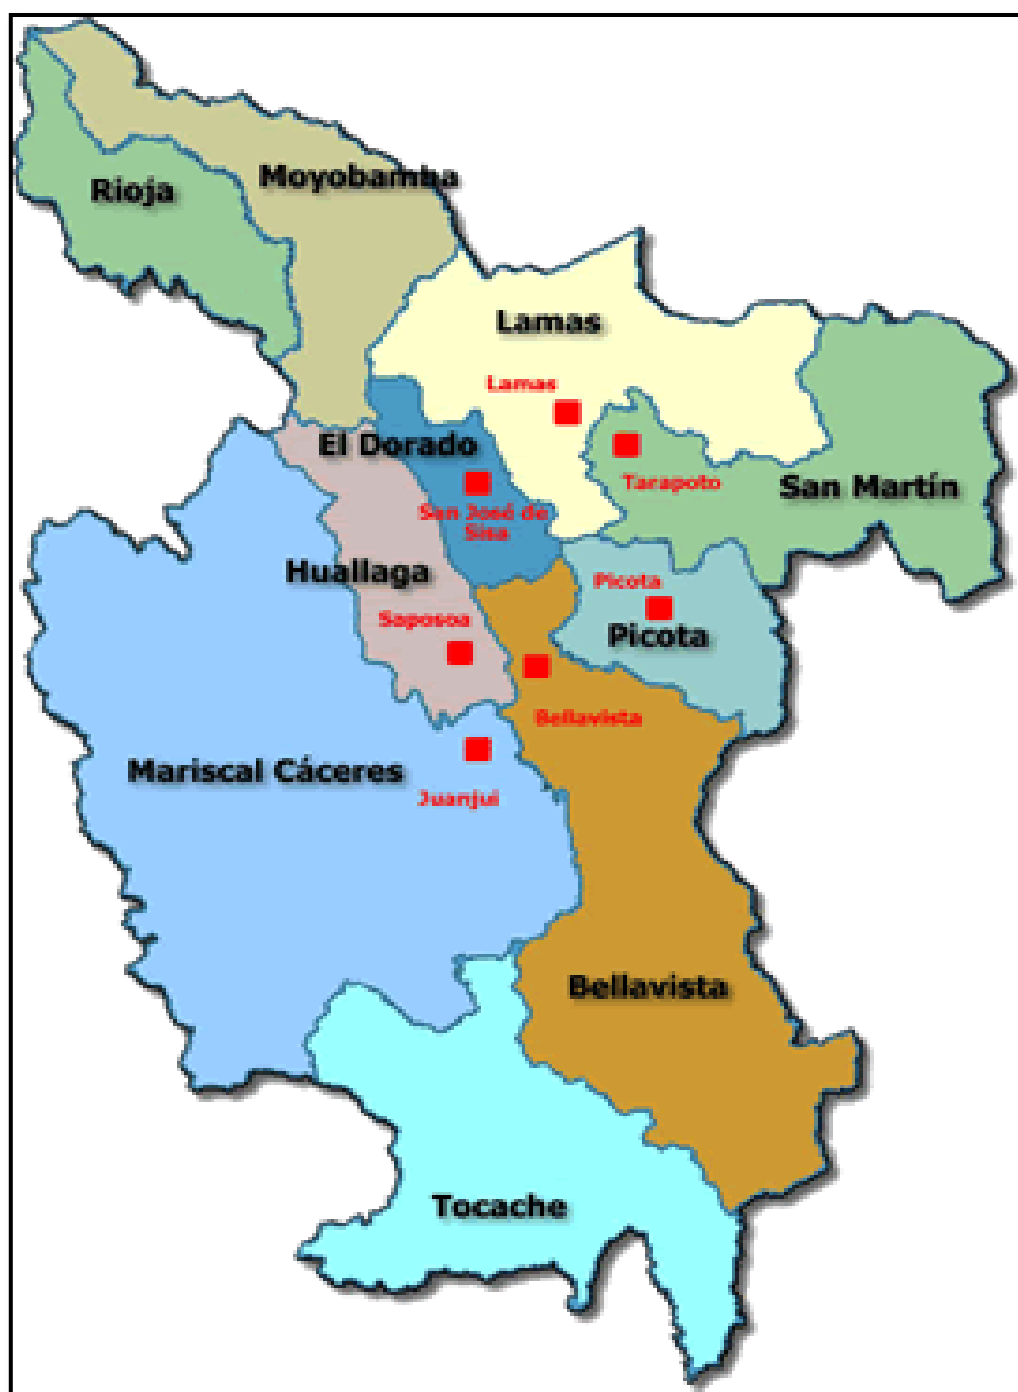 Moyobamba
Rioja
Lamas
Lamas
El Dorado
Tarapoto
San Martín
San José de
Sisa
Huallaga
Picota
Saposoa
Picota
Bellavista
Mariscal Cáceres
Juanjui
Bellavista
Tocache